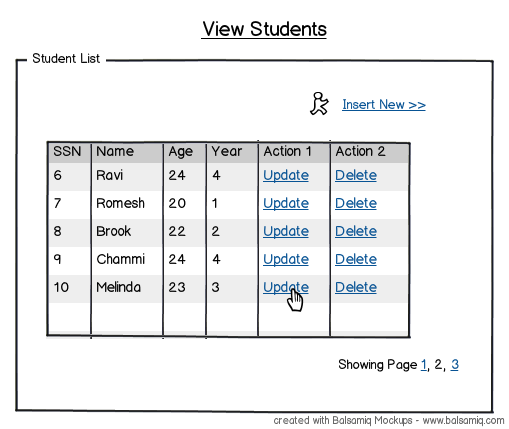 View Students
Student List
Insert New >>
SSN Name Age Year Action 1 Action 2
6 Ravi 24 4 Update Delete
7 Romesh 20 1 Update Delete
8 Brook 22 2 Update Delete
9 Chammi 24 4 Update Delete
10 Melinda 23 3 Update Delete
Showing Page 1, 2, 3
created with Balsamiq Mockups - www.balsamiq.com